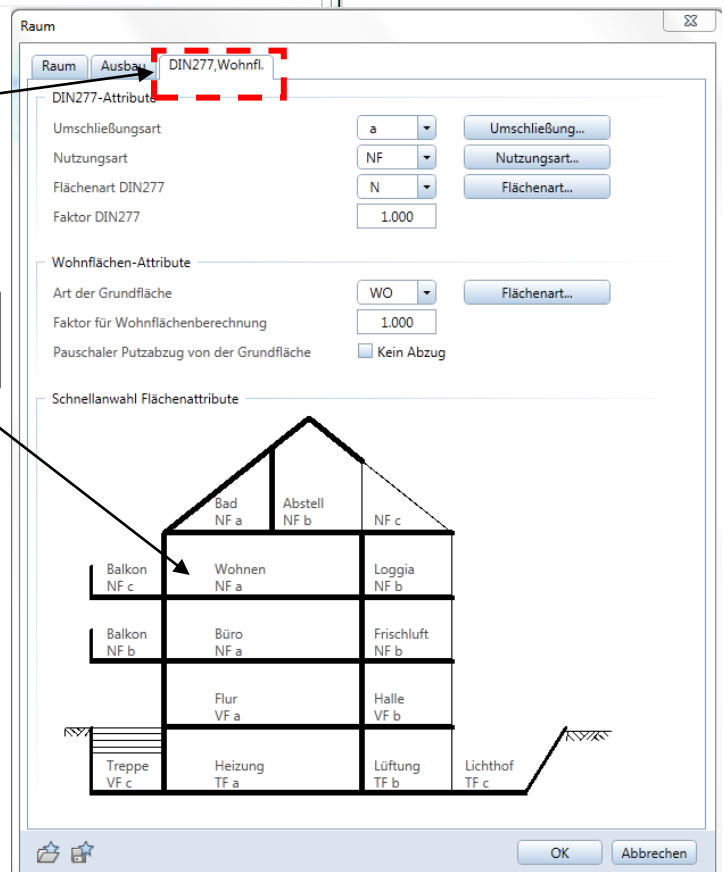 Raum
Raum Ausbau DIN277,Wohnfl.
DIN277-Attribute
Umschließungsart a Umschließung...
Nutzungsart NF Nutzungsart...
Flächenart DIN277 N Flächenart...
Faktor DIN277 1.000
Wohnflächen-Attribute
Art der Grundfläche WO Flächenart...
Faktor für Wohnflächenberechnung 1.000
Pauschaler Putzabzug von der Grundfläche Kein Abzug
Schnellanwahl Flächenattribute
Bad Abstell
NF a NF b NF c
Balkon Wohnen Loggia
NF c NF a NF b
Balkon Büro Frischluft
NF b NF a NF b
Flur Halle
VF a VF b
Treppe Heizung Lüftung Lichthof
VF c TF a TF b TF c
OK Abbrechen